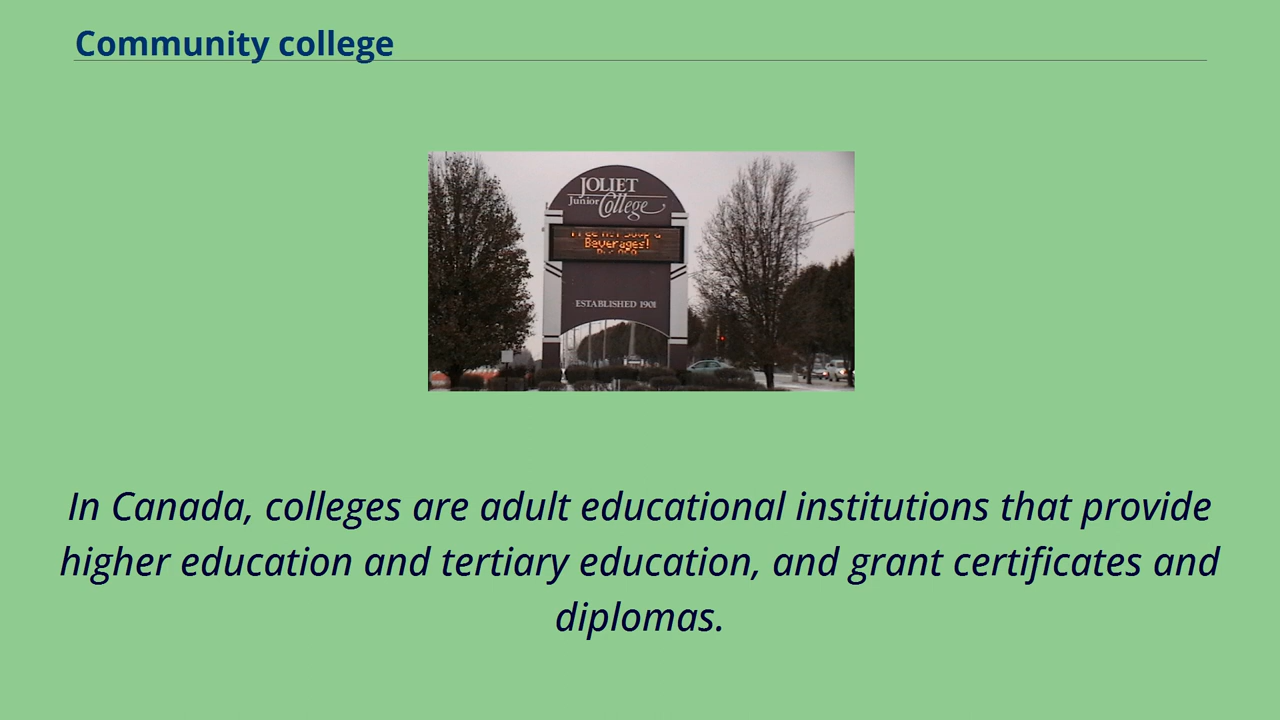 Community college
JOLIET
Junior College
Beverages!
ESTABLISHED 1901
In Canada, colleges are adult educational institutions that provide
higher education and tertiary education, and grant certificates and
diplomas.